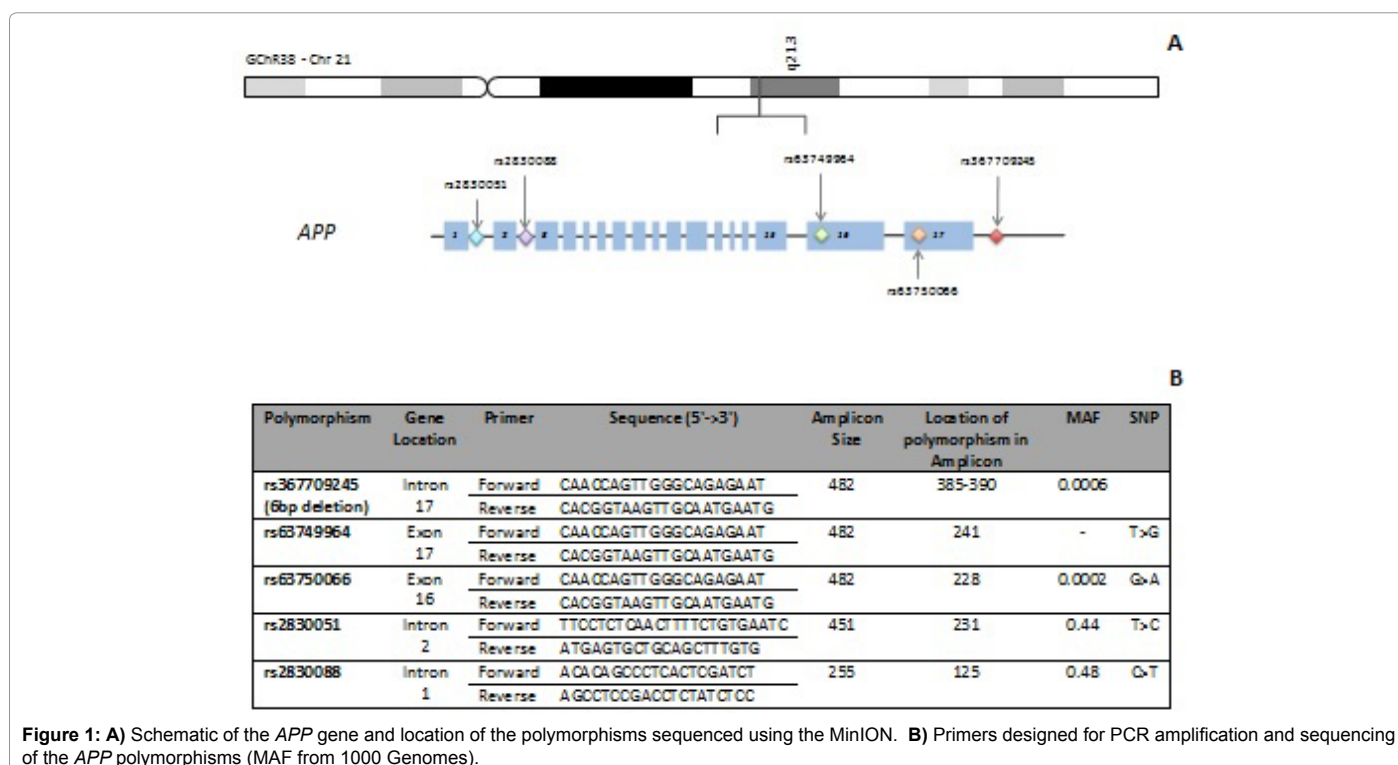 A
GChR38 - Chr 21
q213
rs2830088
rs63749964
rs367709245
rs2830051
APP
1 2 16 17
rs63750066
B
Polymorphism Gene Location Primer Sequence (5'->3') Amplicon Size Location of polymorphism in Amplicon MAF SNP
rs367709245 (6bp deletion) Intron 17 Forward CAACCAGTTGGGCAGAGAAT 482 385-390 0.0006
Reverse CACGGTAAGTTGCAATGAATG
rs63749964 Exon 17 Forward CAACCAGTTGGGCAGAGAAT 482 241 - T>G
Reverse CACGGTAAGTTGCAATGAATG
rs63750066 Exon 16 Forward CAACCAGTTGGGCAGAGAAT 482 228 0.0002 G>A
Reverse CACGGTAAGTTGCAATGAATG
rs2830051 Intron 2 Forward TTCCTCTCAACTTTTCTGTGAATC 451 231 0.44 T>C
Reverse ATGAGTGCTGCAGCTTTGTG
rs2830088 Intron 1 Forward ACACAGCCCTCACTCGATCT 255 125 0.48 C>T
Reverse AGCCTCCGACCTCTATCTCC
Figure 1: A) Schematic of the APP gene and location of the polymorphisms sequenced using the MinION. B) Primers designed for PCR amplification and sequencing
of the APP polymorphisms (MAF from 1000 Genomes).